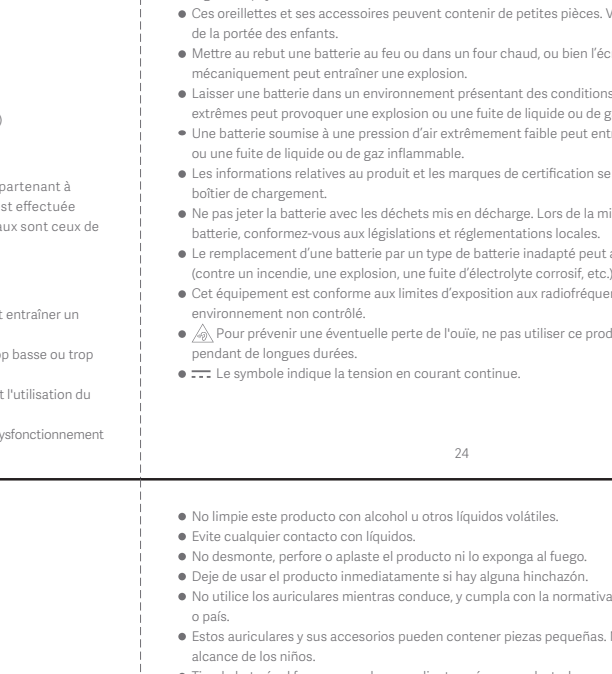 )
partenant à
st effectuée
aux sont ceux de
t entraîner un
op basse ou trop
t l'utilisation du
ysfonctionnement
● Ces oreillettes et ses accessoires peuvent contenir de petites pièces. V
de la portée des enfants.
● Mettre au rebut une batterie au feu ou dans un four chaud, ou bien l'éc
mécaniquement peut entraîner une explosion.
● Laisser une batterie dans un environnement présentant des conditions
extrêmes peut provoquer une explosion ou une fuite de liquide ou de g
● Une batterie soumise à une pression d'air extrêmement faible peut entr
ou une fuite de liquide ou de gaz inflammable.
● Les informations relatives au produit et les marques de certification se
boîtier de chargement.
● Ne pas jeter la batterie avec les déchets mis en décharge. Lors de la mi
batterie, conformez-vous aux législations et réglementations locales.
● Le remplacement d'une batterie par un type de batterie inadapté peut a
(contre un incendie, une explosion, une fuite d'électrolyte corrosif, etc.)
● Cet équipement est conforme aux limites d'exposition aux radiofréquen
environnement non contrôlé.
● Pour prévenir une éventuelle perte de l'ouïe, ne pas utiliser ce prod
pendant de longues durées.
● Le symbole indique la tension en courant continue.
24
● No limpie este producto con alcohol u otros líquidos volátiles.
● Evite cualquier contacto con líquidos.
● No desmonte, perfore o aplaste el producto ni lo exponga al fuego.
● Deje de usar el producto inmediatamente si hay alguna hinchazón.
● No utilice los auriculares mientras conduce, y cumpla con la normativa
o país.
● Estos auriculares y sus accesorios pueden contener piezas pequeñas.
alcance de los niños.